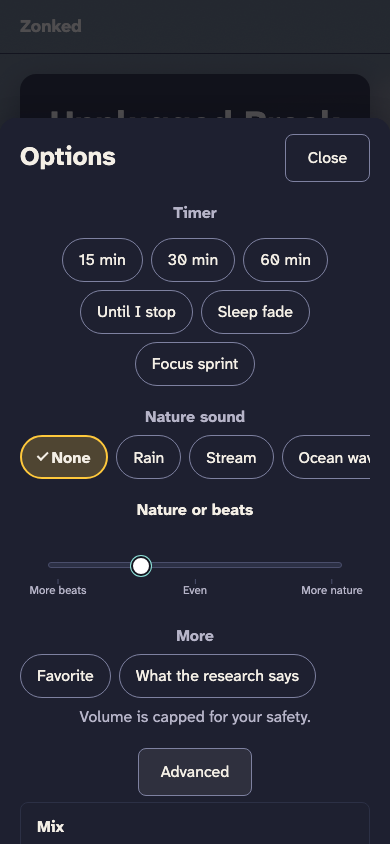 Zonked
Options
Close
Timer
15 min
30 min
60 min
Until I stop
Sleep fade
Focus sprint
Nature sound
None
Rain
Stream
Ocean
Nature or beats
More beats
Even
More nature
More
Favorite
What the research says
Volume is capped for your safety.
Advanced
Mix